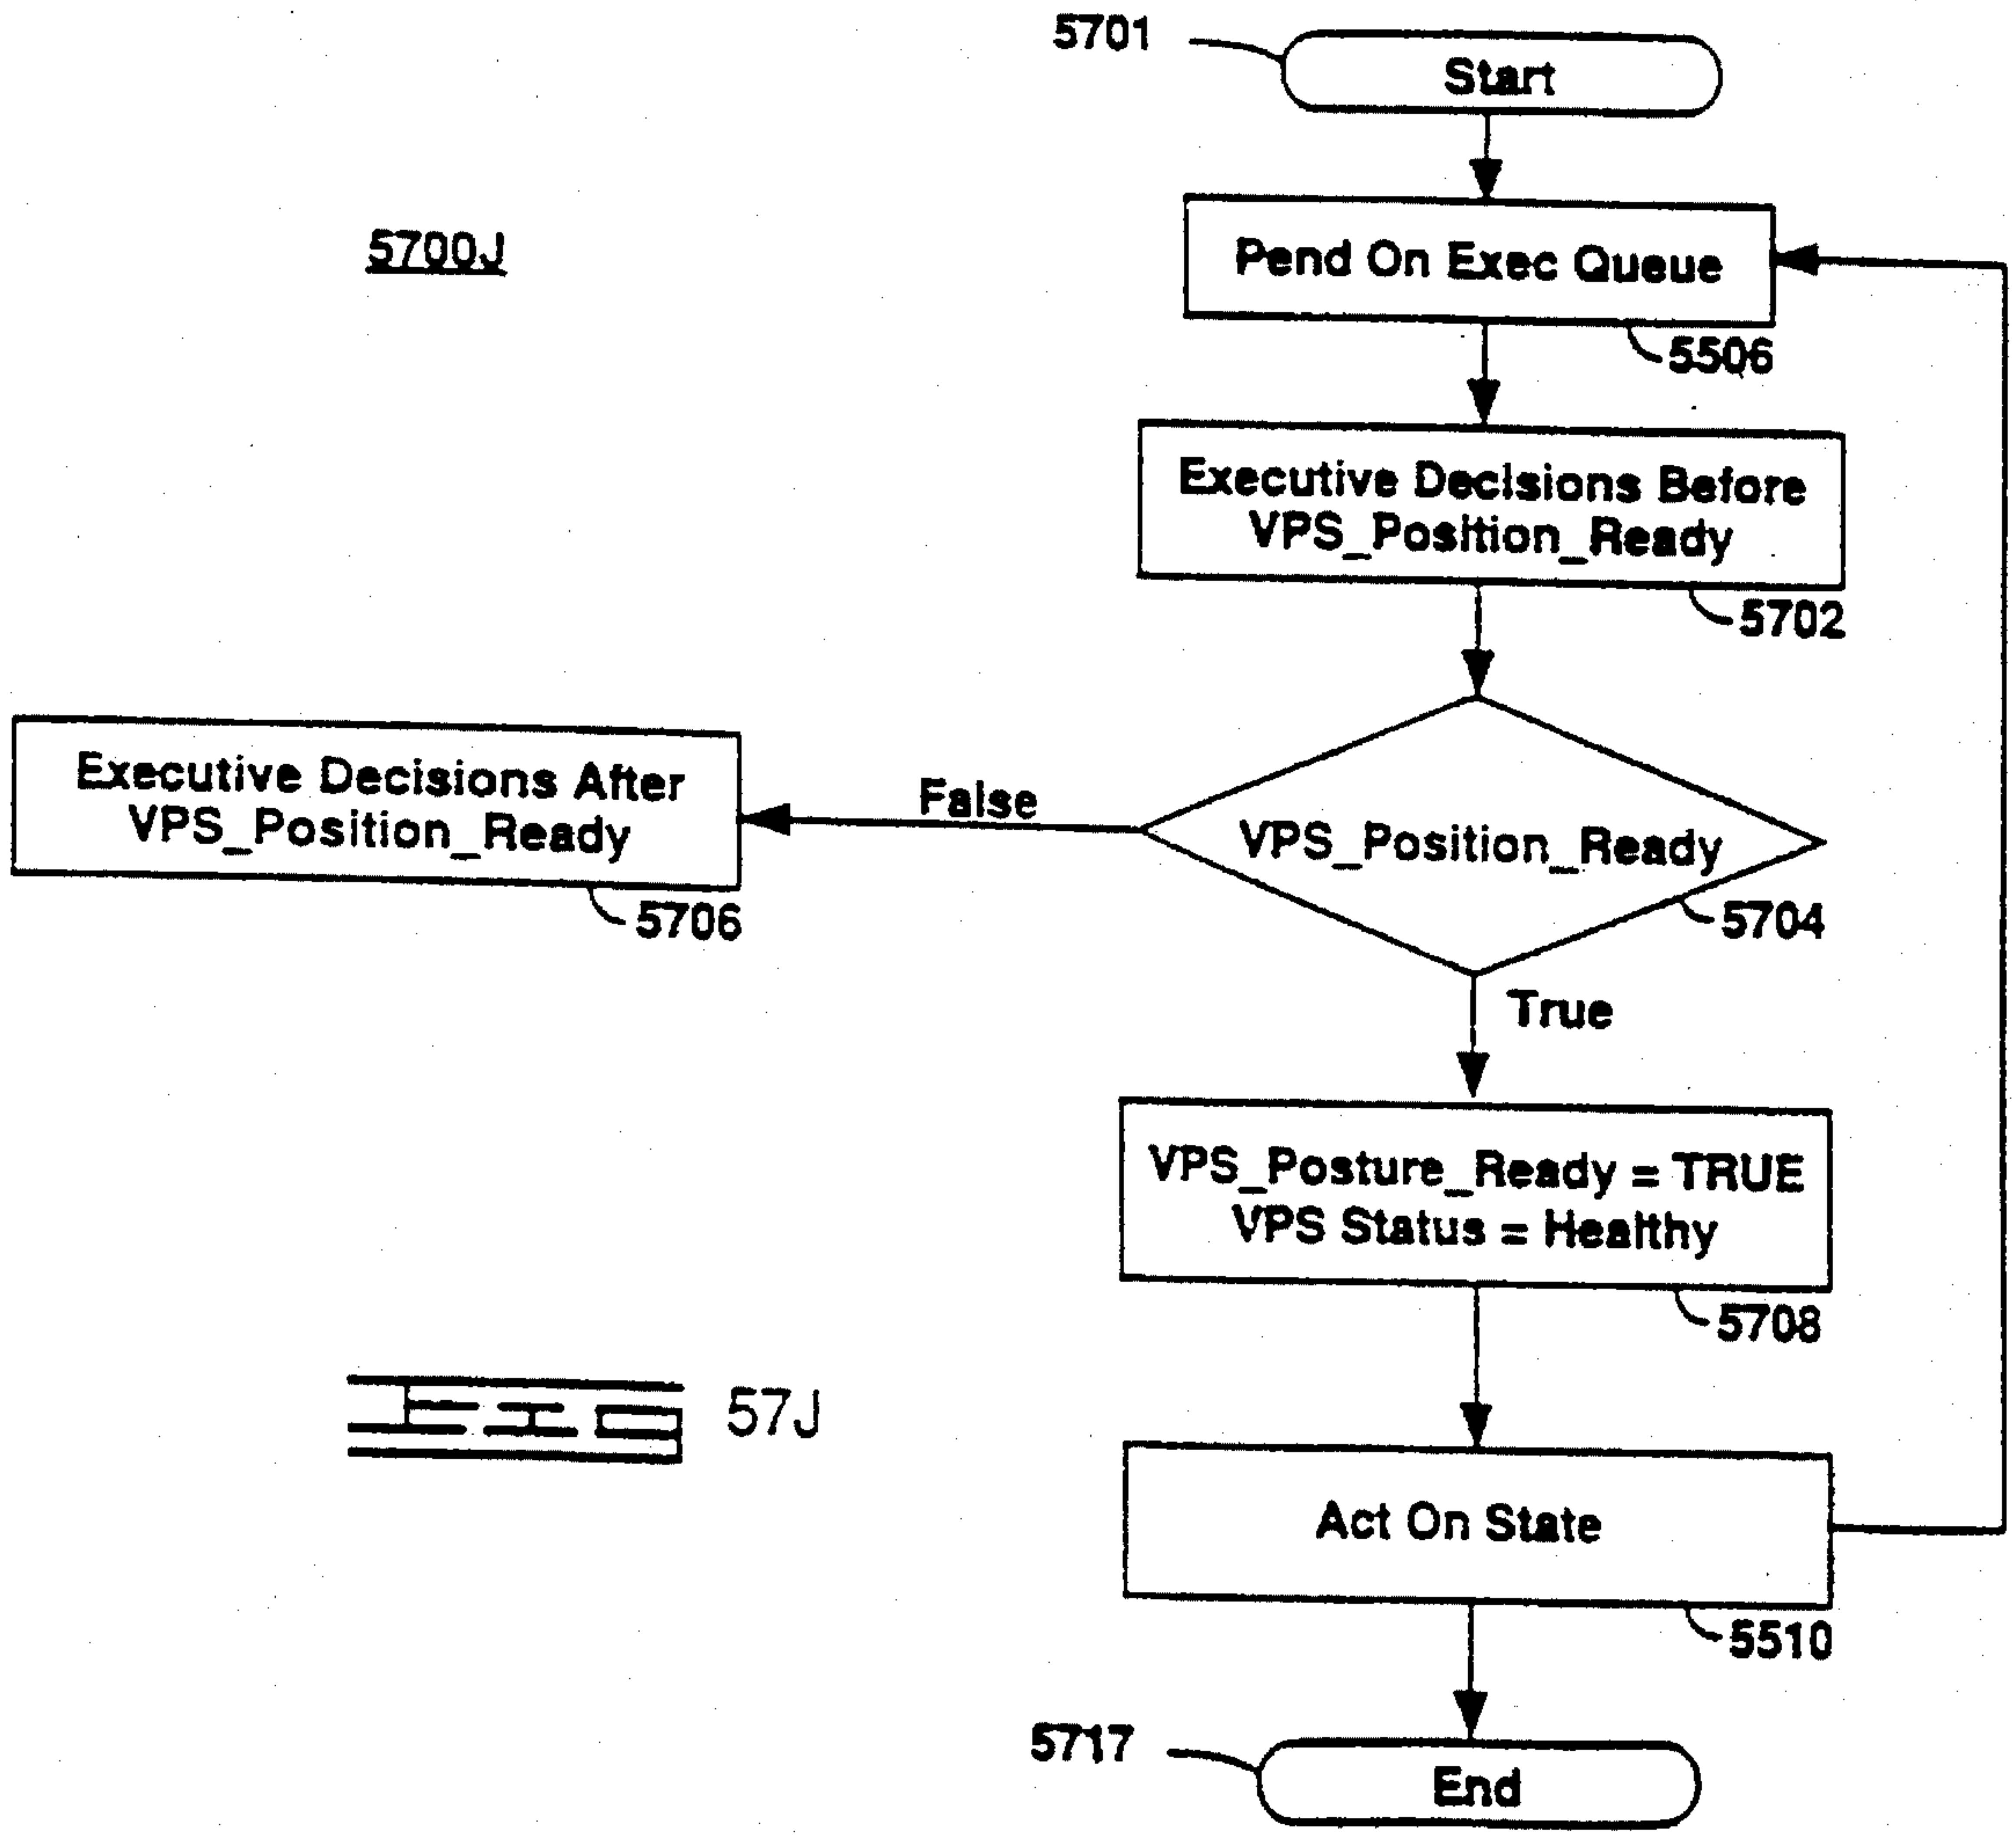 5701
Start
5700J
Pend On Exec Queue
5506
Executive Decisions Before
VPS_Position_Ready
5702
Executive Decisions After
VPS_Position_Ready
5706
False
VPS_Position_Ready
5704
True
VPS_Posture_Ready = TRUE
VPS Status = Healthy
5708
FIG 57J
Act On State
5510
5717
End